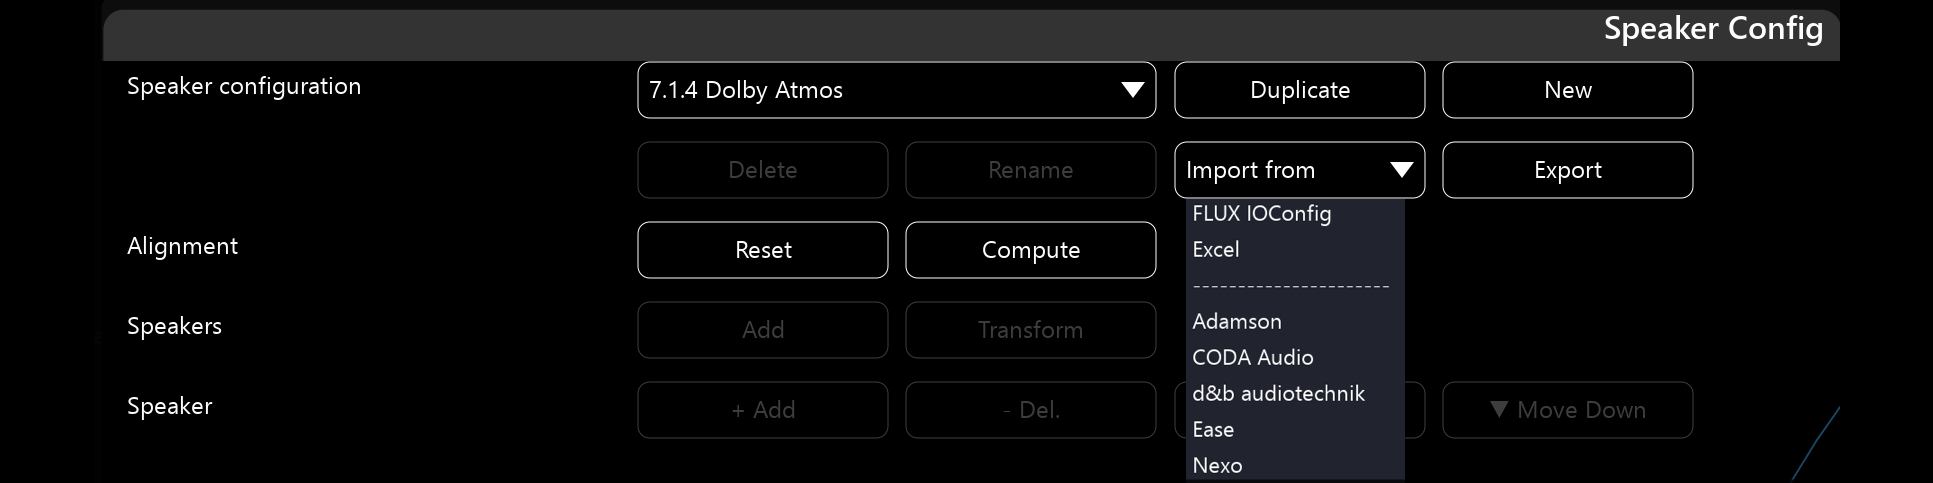 Speaker Config
Speaker configuration 7.1.4 Dolby Atmos ▼ Duplicate New
Delete Rename Import from ▼ Export
FLUX IOConfig
Alignment Reset Compute Excel
----------------------
Speakers Add Transform Adamson
CODA Audio
d&b audiotechnik
Speaker + Add - Del. ▼ Move Down
Ease
Nexo